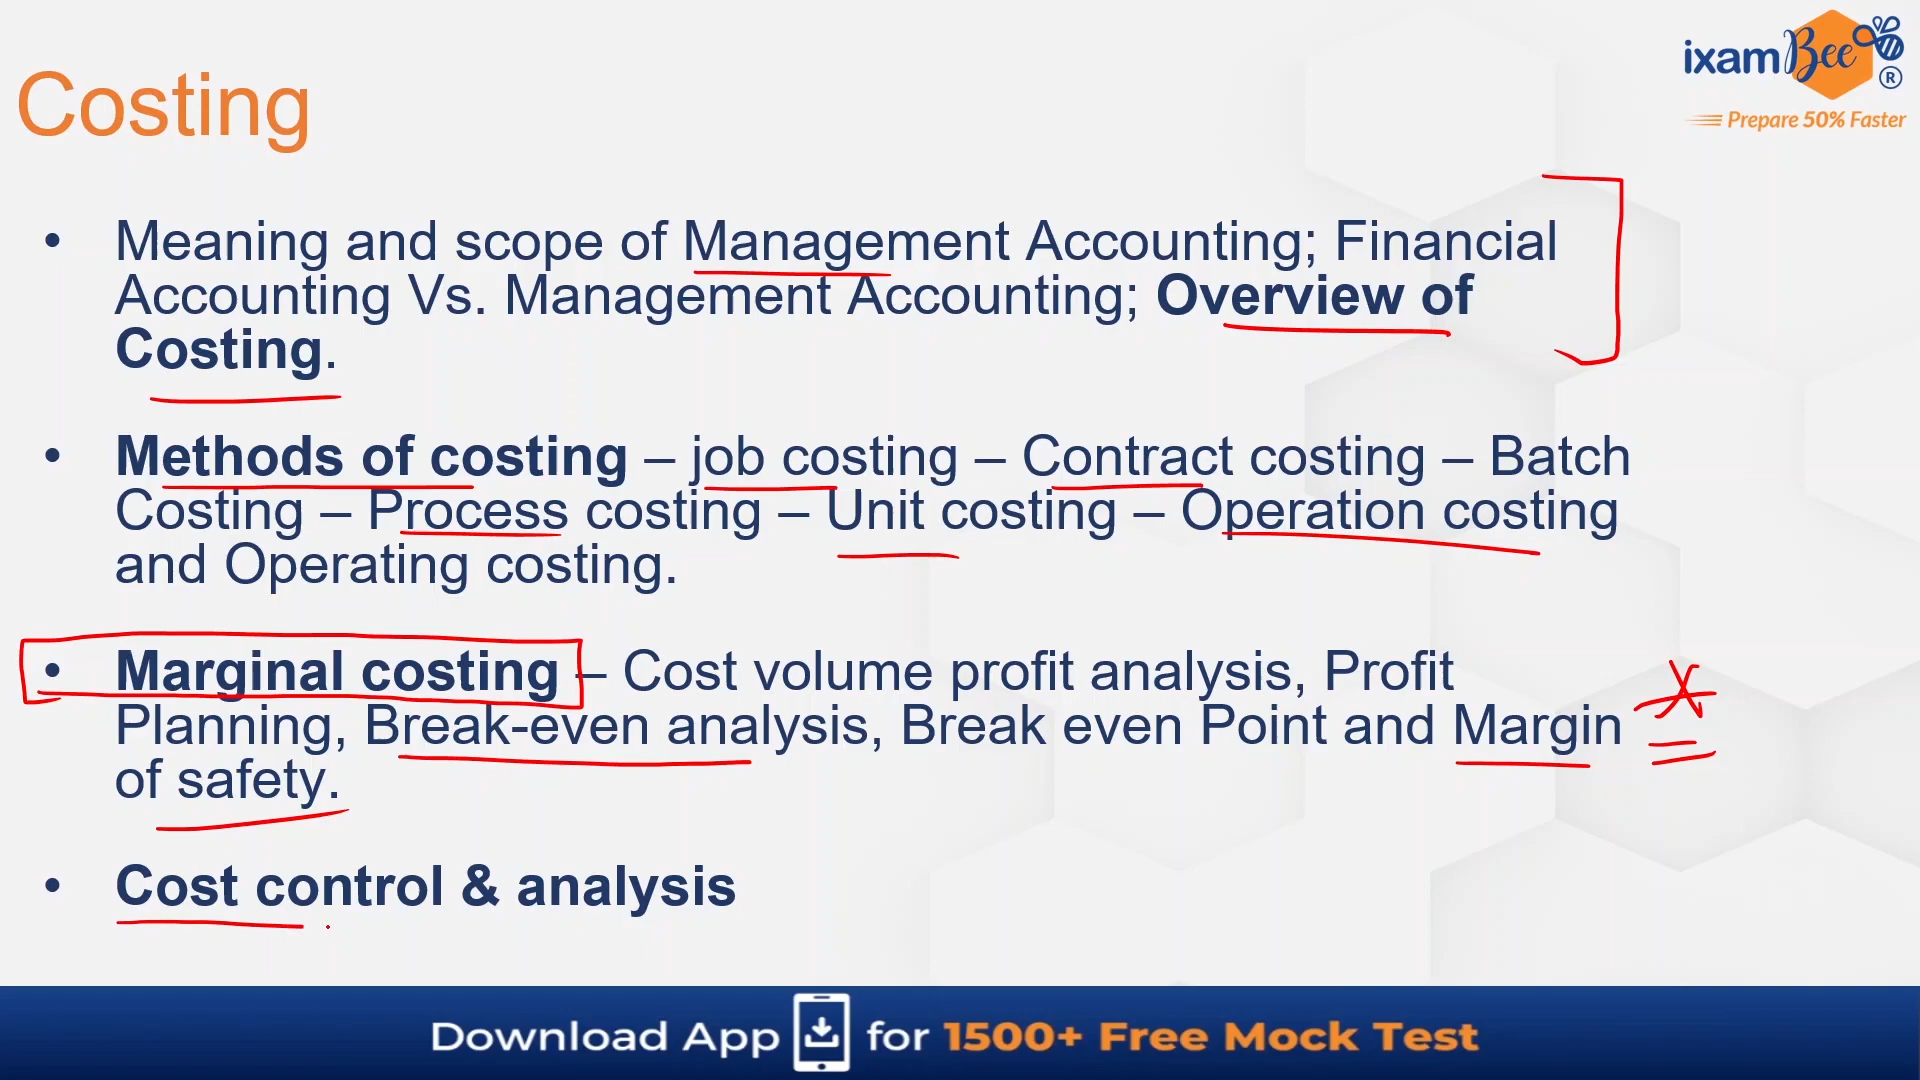 ixamBee®
Prepare 50% Faster
Costing
• Meaning and scope of Management Accounting; Financial
Accounting Vs. Management Accounting; Overview of
Costing.
• Methods of costing – job costing – Contract costing – Batch
Costing – Process costing – Unit costing – Operation costing
and Operating costing.
• Marginal costing – Cost volume profit analysis, Profit
Planning, Break-even analysis, Break even Point and Margin
of safety.
• Cost control & analysis
Download App for 1500+ Free Mock Test